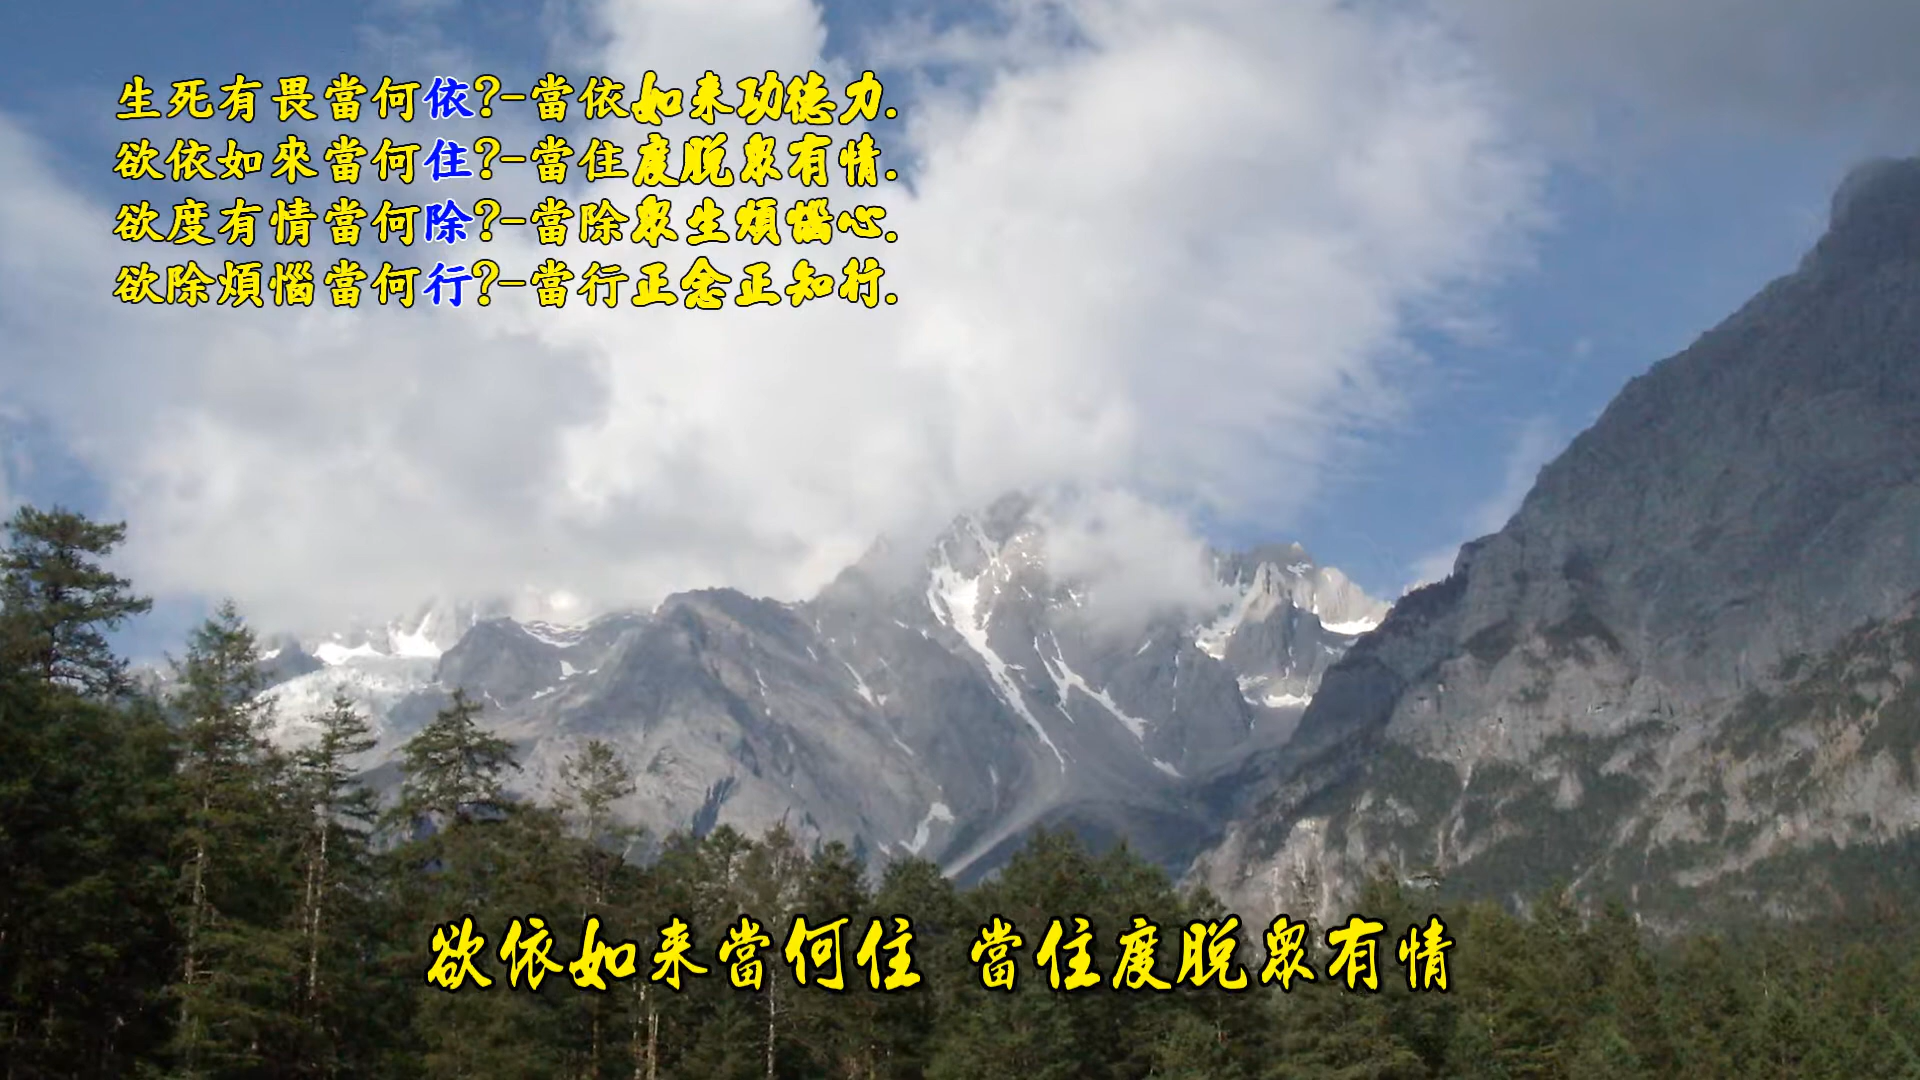 生死有畏當何依?-當依如来功德力.
欲依如來當何住?-當住度脫眾有情.
欲度有情當何除?-當除眾生煩惱心.
欲除煩惱當何行?-當行正念正知行.
欲依如来當何住 當住度脫眾有情